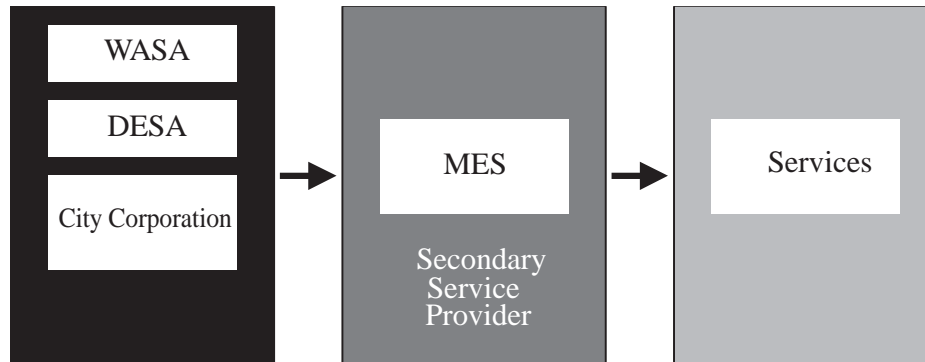 WASA
DESA
City Corporation
MES
Secondary
Service
Provider
Services